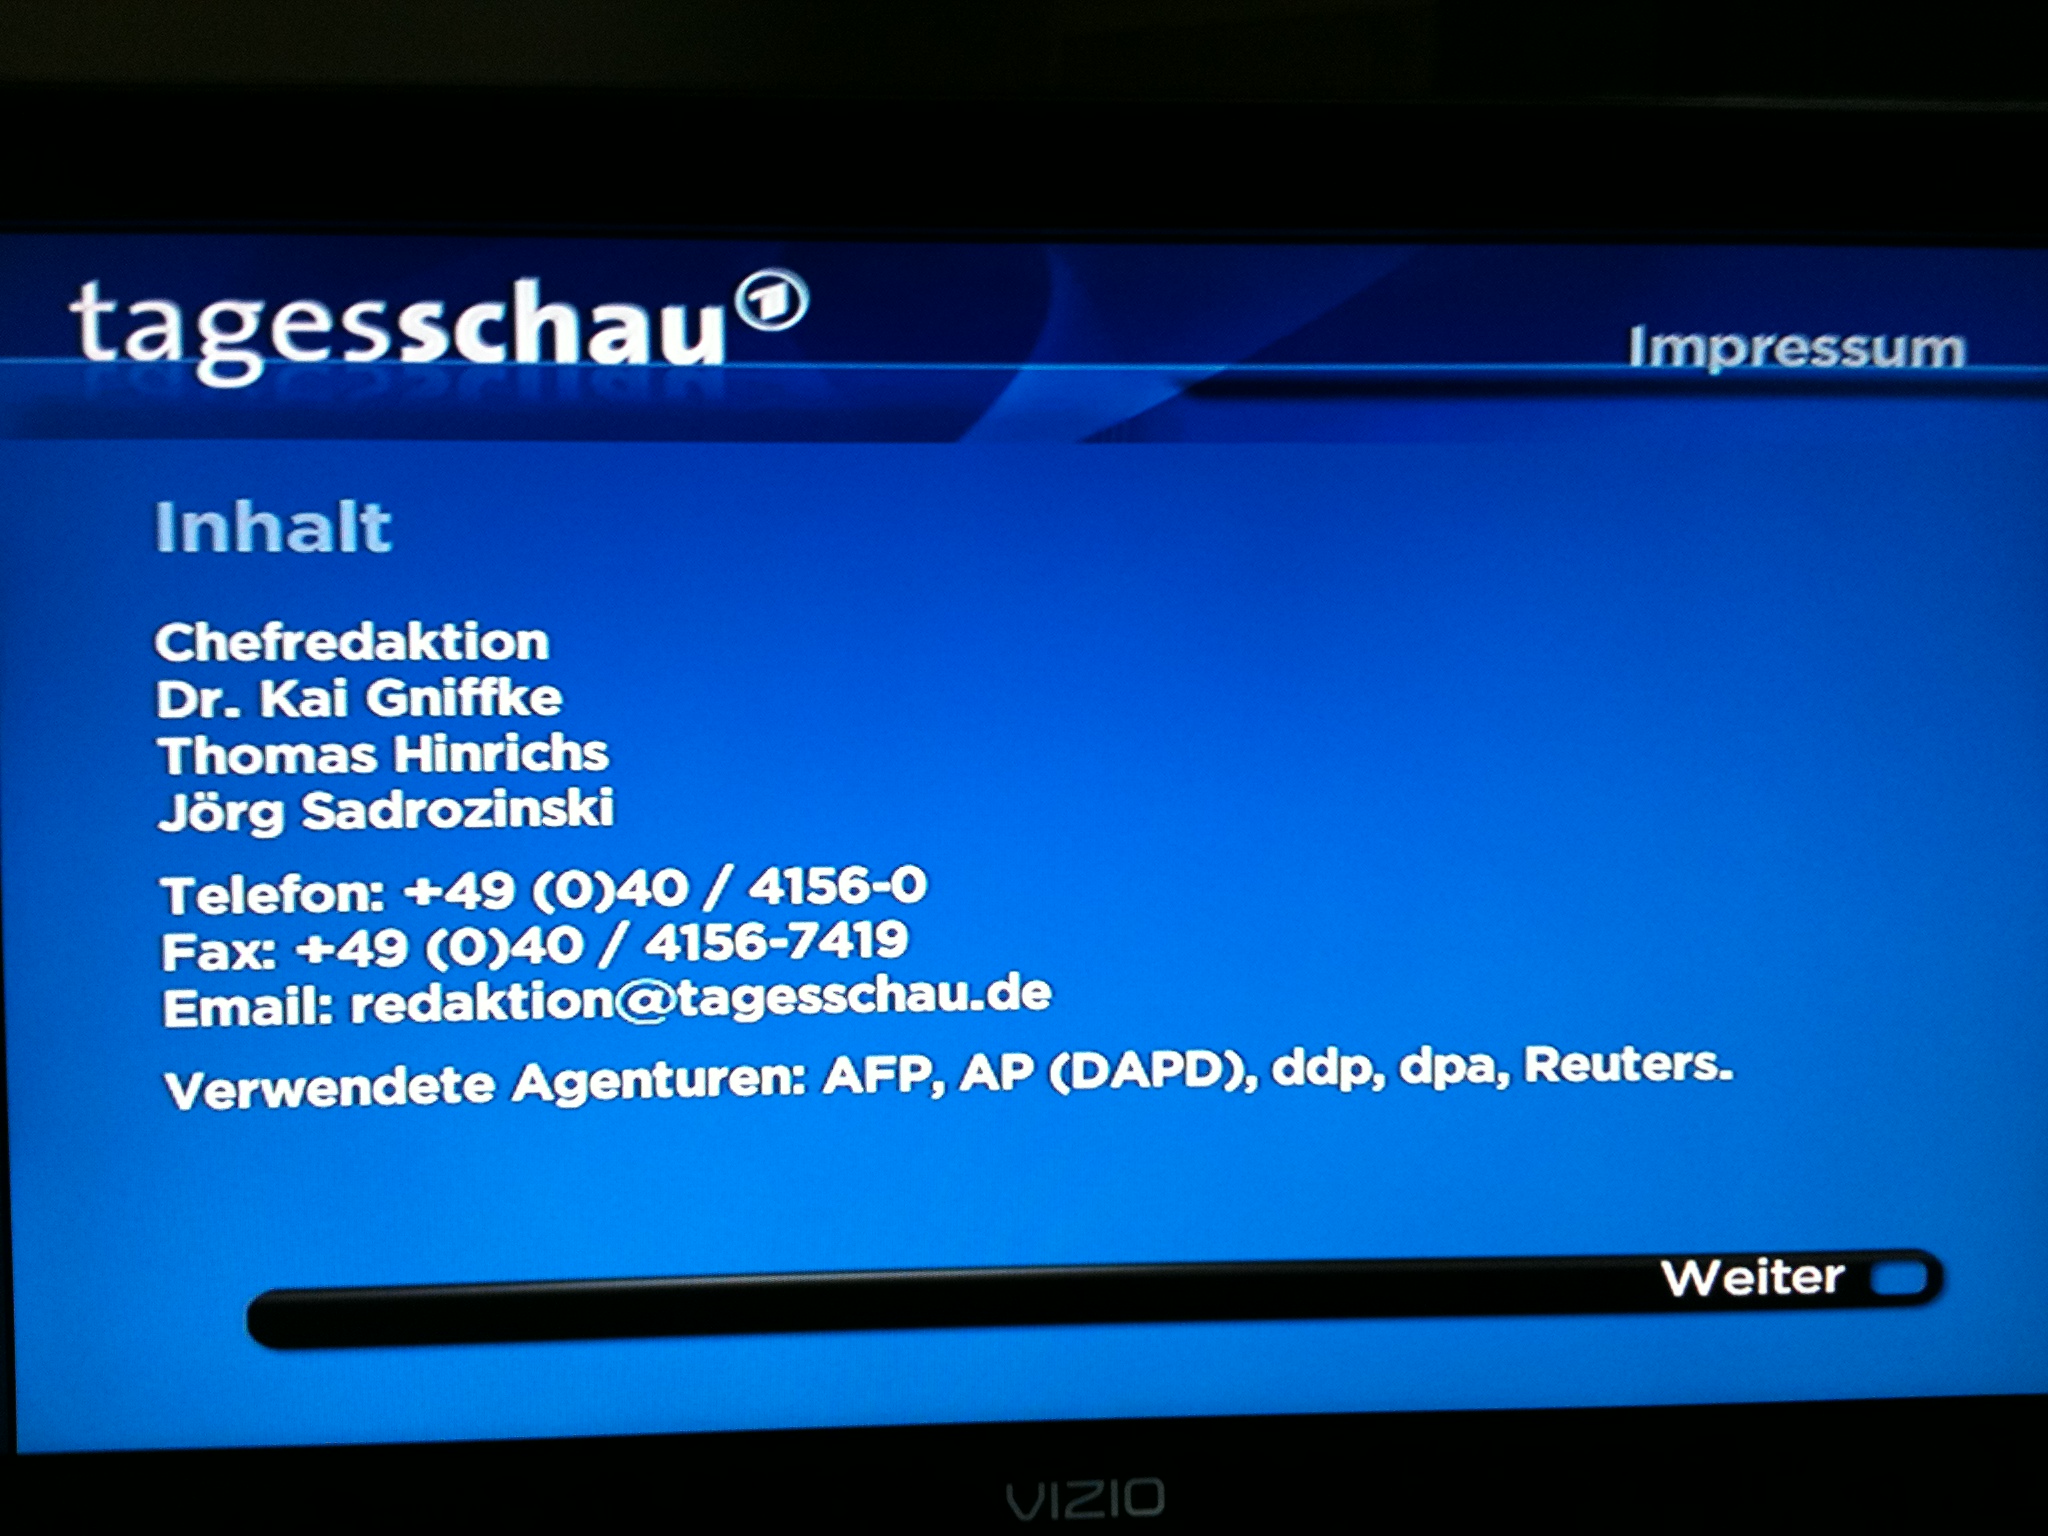 tagesschau
Impressum
Inhalt
Chefredaktion
Dr. Kai Gniffke
Thomas Hinrichs
Jörg Sadrozinski
Telefon: +49 (0)40 / 4156-0
Fax: +49 (0)40 / 4156-7419
Email: redaktion@tagesschau.de
Verwendete Agenturen: AFP, AP (DAPD), ddp, dpa, Reuters.
Weiter
VIZIO